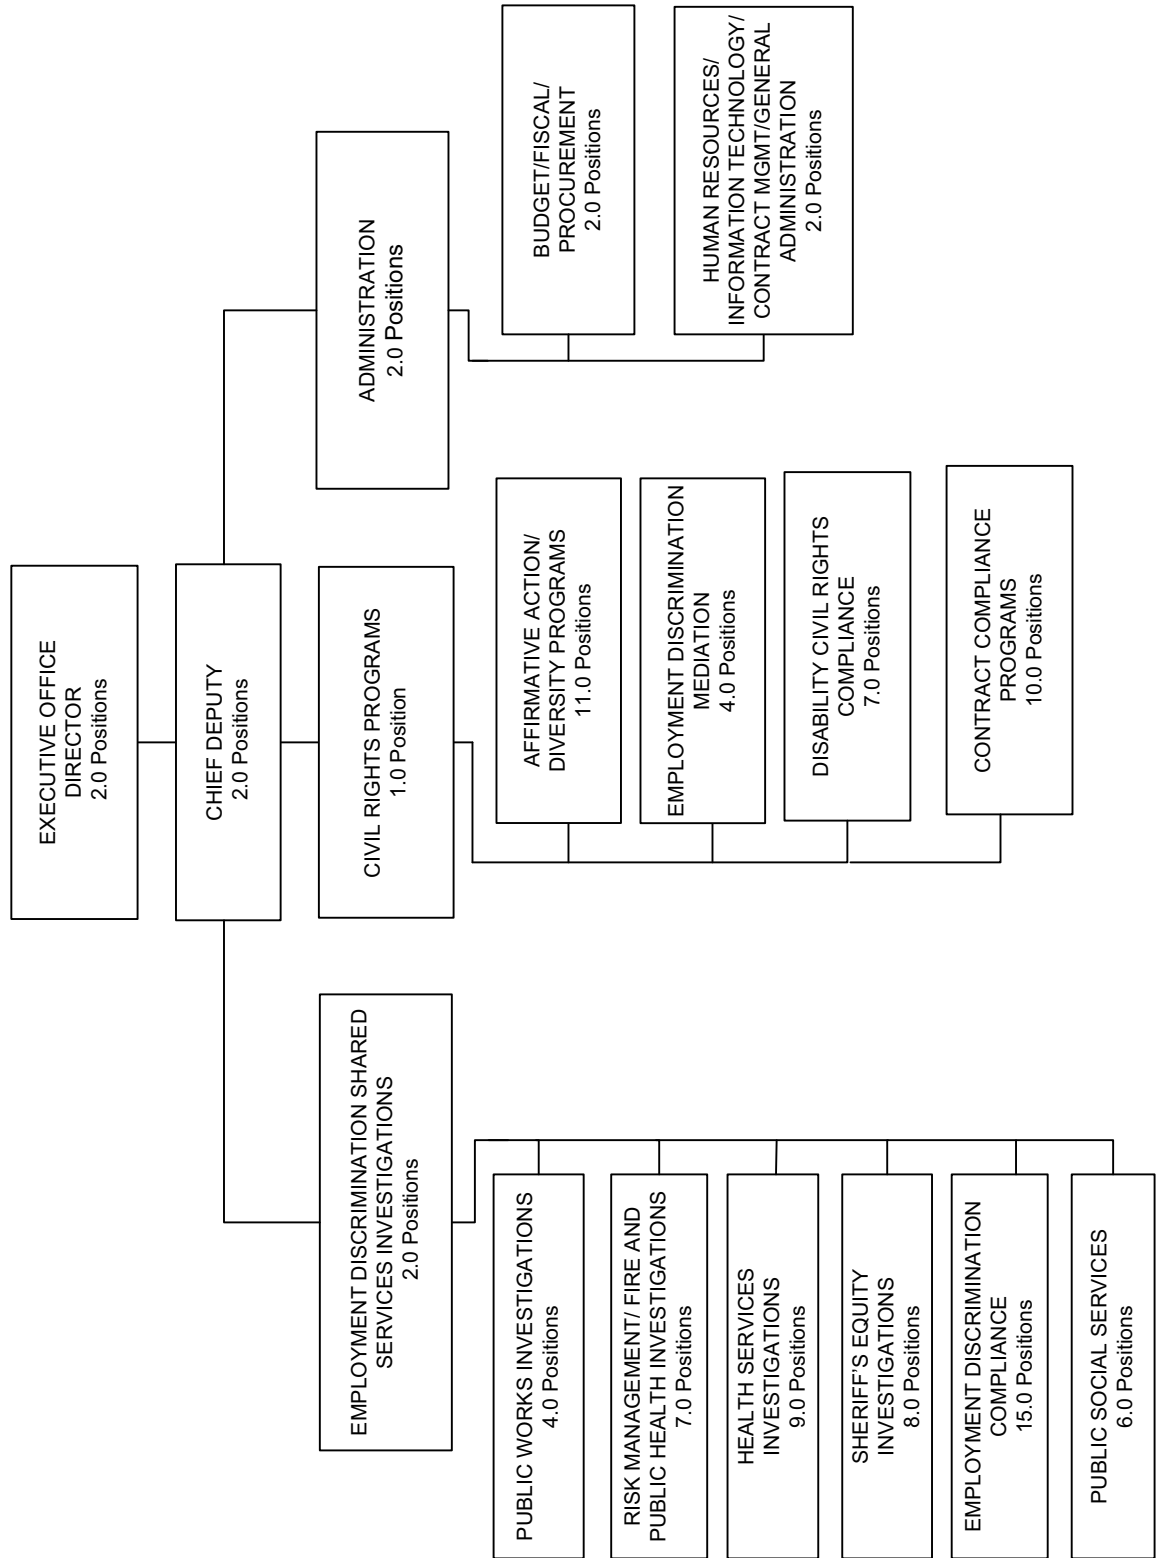 EXECUTIVE OFFICE
DIRECTOR
2.0 Positions
CHIEF DEPUTY
2.0 Positions
EMPLOYMENT DISCRIMINATION SHARED
SERVICES INVESTIGATIONS
2.0 Positions
CIVIL RIGHTS PROGRAMS
1.0 Position
ADMINISTRATION
2.0 Positions
PUBLIC WORKS INVESTIGATIONS
4.0 Positions
RISK MANAGEMENT/ FIRE AND
PUBLIC HEALTH INVESTIGATIONS
7.0 Positions
HEALTH SERVICES
INVESTIGATIONS
9.0 Positions
SHERIFF'S EQUITY
INVESTIGATIONS
8.0 Positions
EMPLOYMENT DISCRIMINATION
COMPLIANCE
15.0 Positions
PUBLIC SOCIAL SERVICES
6.0 Positions
AFFIRMATIVE ACTION/
DIVERSITY PROGRAMS
11.0 Positions
EMPLOYMENT DISCRIMINATION
MEDIATION
4.0 Positions
DISABILITY CIVIL RIGHTS
COMPLIANCE
7.0 Positions
CONTRACT COMPLIANCE
PROGRAMS
10.0 Positions
BUDGET/FISCAL/
PROCUREMENT
2.0 Positions
HUMAN RESOURCES/
INFORMATION TECHNOLOGY/
CONTRACT MGMT/GENERAL
ADMINISTRATION
2.0 Positions